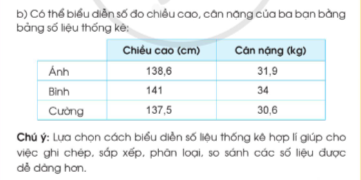 b) Có thể biểu diễn số đo chiều cao, cân nặng của ba bạn bằng
bảng số liệu thống kê:
Chiều cao (cm) Cân nặng (kg)
Ánh 138,6 31,9
Bình 141 34
Cường 137,5 30,6
Chú ý: Lựa chọn cách biểu diễn số liệu thống kê hợp lí giúp cho
việc ghi chép, sắp xếp, phân loại, so sánh các số liệu được
dễ dàng hơn.